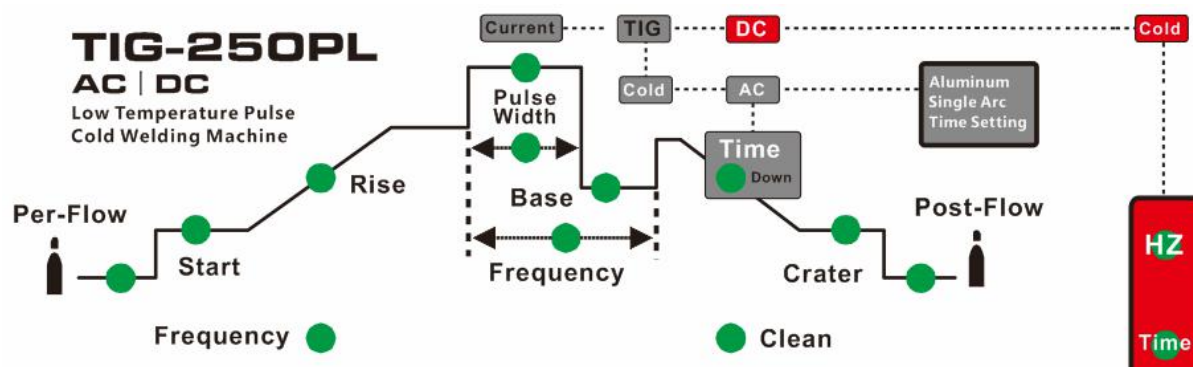 TIG-250PL
AC | DC
Low Temperature Pulse
Cold Welding Machine
Current
TIG
DC
Cold
Cold
AC
Aluminum
Single Arc
Time Setting
Pulse
Width
Time
Down
Rise
Base
Per-Flow
Start
Frequency
Crater
Post-Flow
HZ
Frequency
Clean
Time